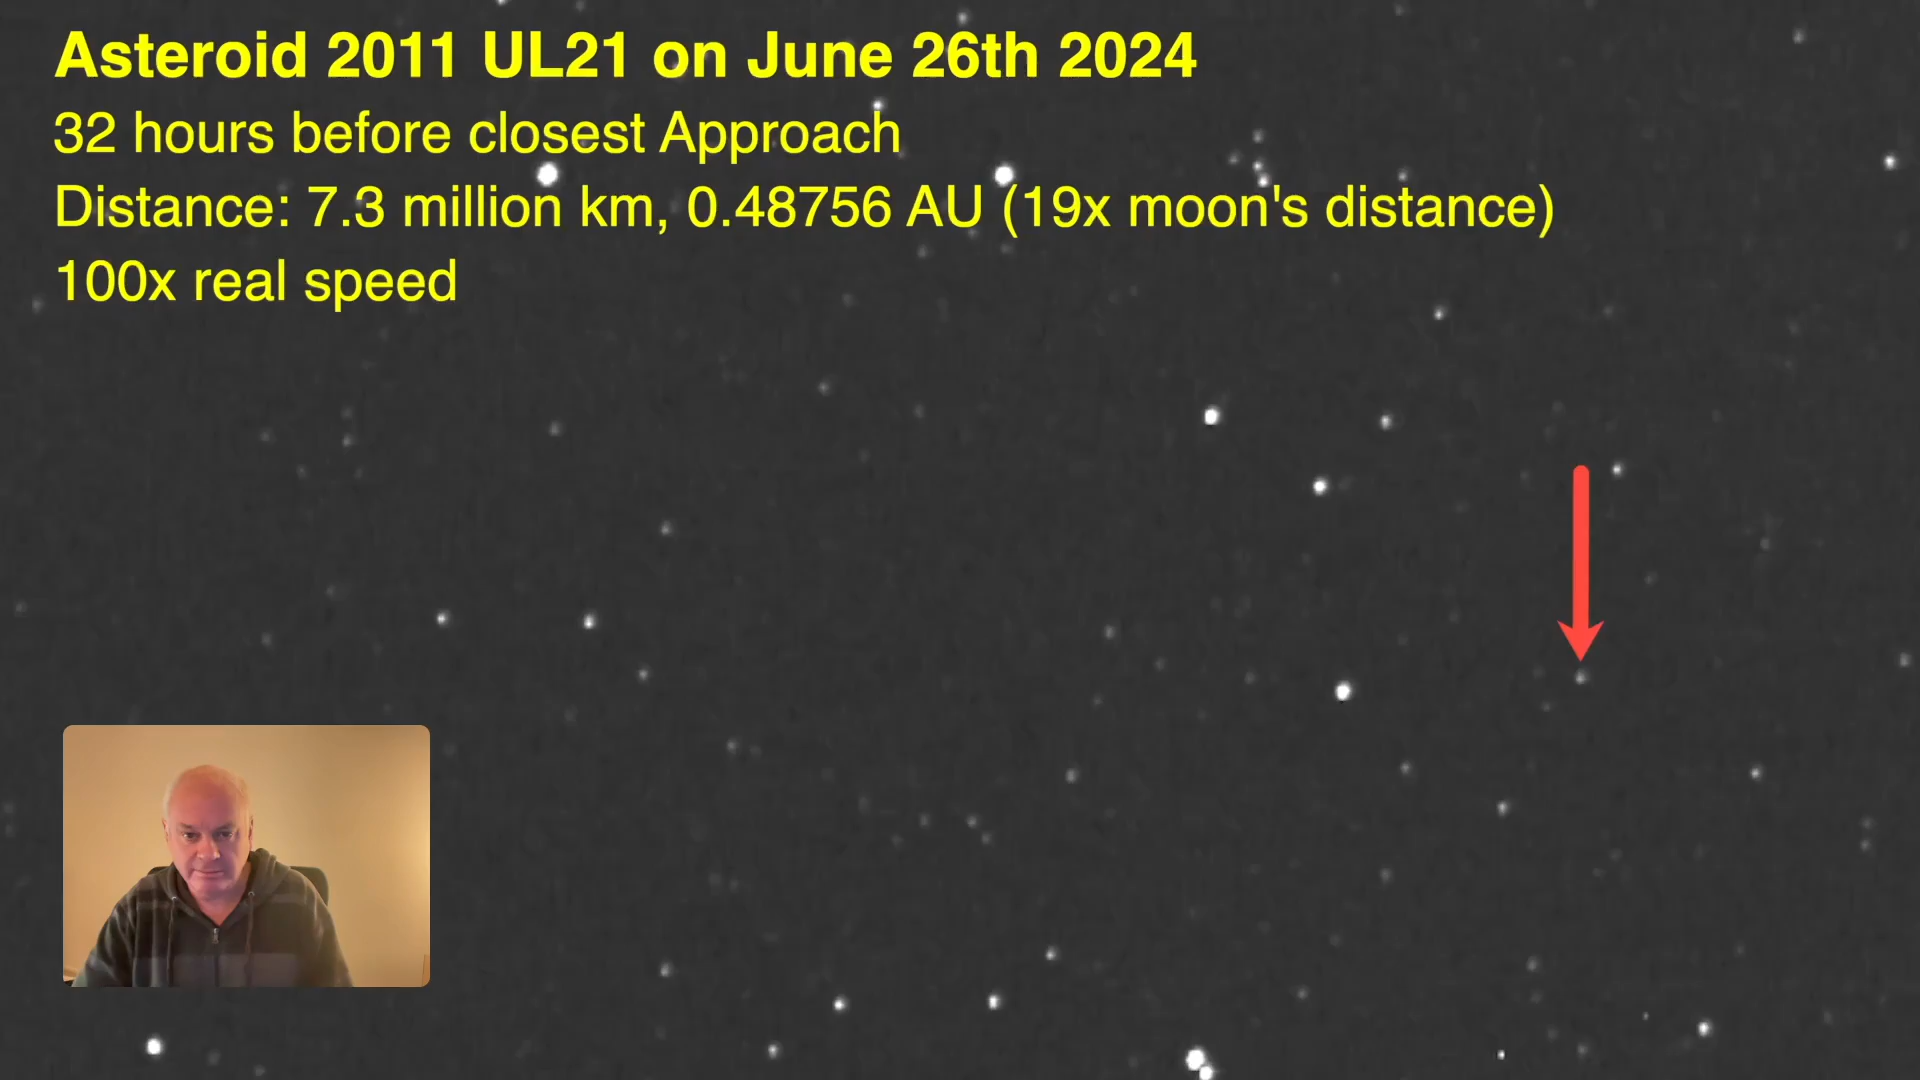 Asteroid 2011 UL21 on June 26th 2024
32 hours before closest Approach
Distance: 7.3 million km, 0.48756 AU (19x moon's distance)
100x real speed